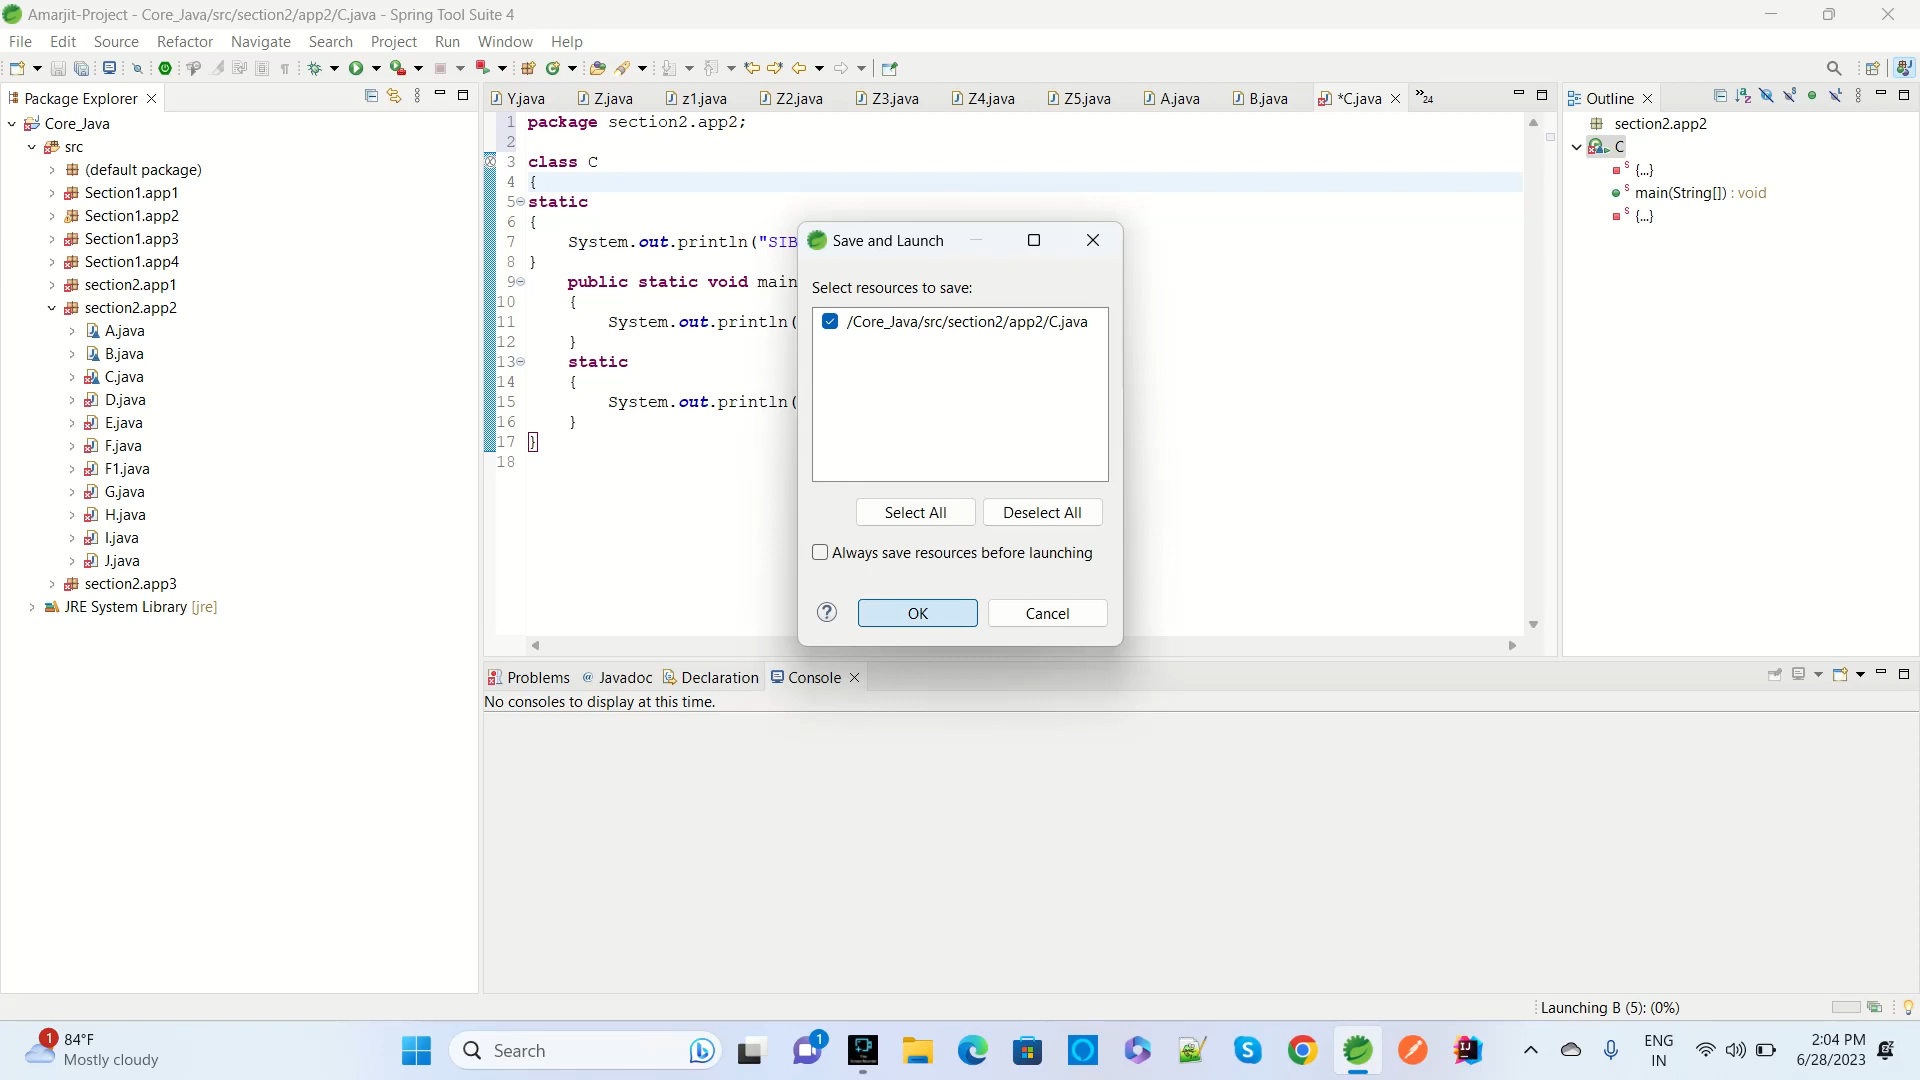 Amarjit-Project - Core_Java/src/section2/app2/C.java - Spring Tool Suite 4
File Edit Source Refactor Navigate Search Project Run Window Help
Package Explorer
Core_Java
src
(default package)
Section1.app1
Section1.app2
Section1.app3
Section1.app4
section2.app1
section2.app2
A.java
B.java
C.java
D.java
E.java
F.java
F1.java
G.java
H.java
I.java
J.java
section2.app3
JRE System Library [jre]
Y.java Z.java z1.java Z2.java Z3.java Z4.java Z5.java A.java B.java *C.java »24
1 package section2.app2;
2
3 class C
4 {
5 static
6 {
7 System.out.println("SIB
8 }
9 public static void main
10 {
11 System.out.println(
12 }
13 static
14 {
15 System.out.println(
16 }
17 }
18
Save and Launch
Select resources to save:
/Core_Java/src/section2/app2/C.java
Select All Deselect All
Always save resources before launching
? OK Cancel
Outline
section2.app2
C
{...}
main(String[]) : void
{...}
Problems @ Javadoc Declaration Console
No consoles to display at this time.
Launching B (5): (0%)
1 84°F
Mostly cloudy
Search
1
ENG
IN
2:04 PM
6/28/2023